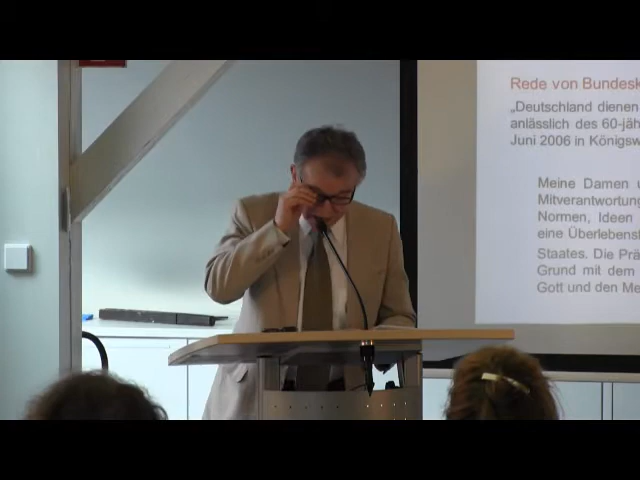 Rede von Bundesk
„Deutschland dienen
anlässlich des 60-jäh
Juni 2006 in Königsw
Meine Damen u
Mitverantwortung
Normen, Ideen
eine Überlebensf
Staates. Die Prä
Grund mit dem
Gott und den Me